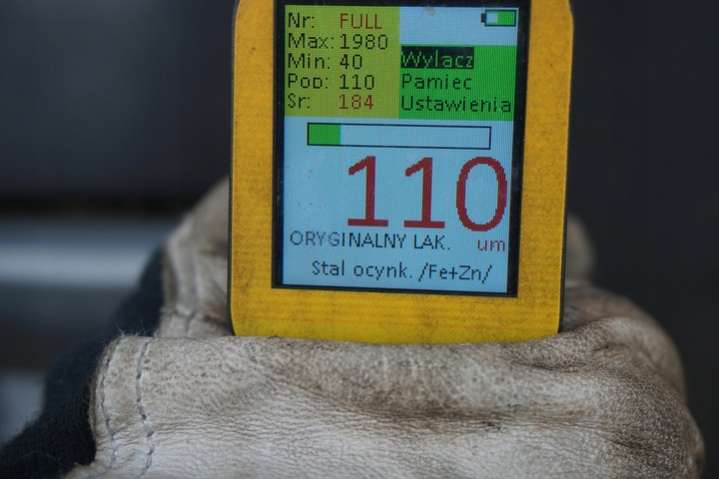 Nr: FULL
Max: 1980
Min: 40
Pop: 110
Sr: 184
Wylacz
Pamiec
Ustawienia
110
ORYGINALNY LAK. um
Stal ocynk. /Fe+Zn/